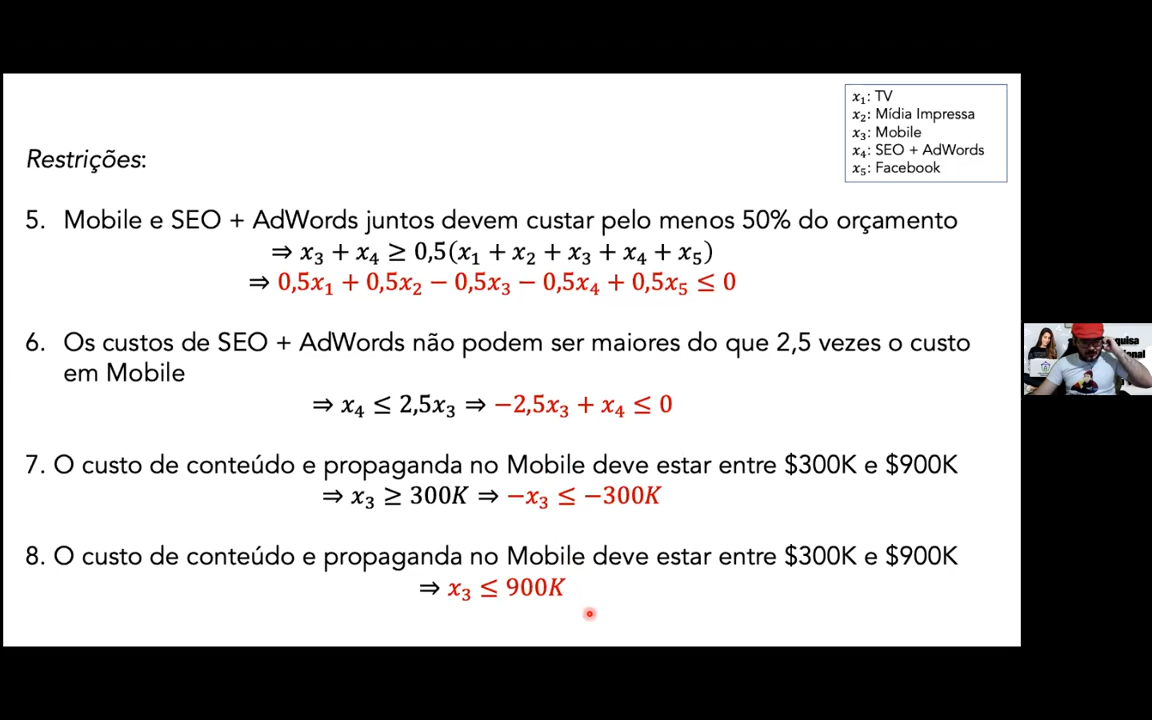 x₁: TV
x₂: Mídia Impressa
x₃: Mobile
x₄: SEO + AdWords
x₅: Facebook
Restrições:
5. Mobile e SEO + AdWords juntos devem custar pelo menos 50% do orçamento
⇒ x₃ + x₄ ≥ 0,5(x₁ + x₂ + x₃ + x₄ + x₅)
⇒ 0,5x₁ + 0,5x₂ − 0,5x₃ − 0,5x₄ + 0,5x₅ ≤ 0
6. Os custos de SEO + AdWords não podem ser maiores do que 2,5 vezes o custo
em Mobile
⇒ x₄ ≤ 2,5x₃ ⇒ −2,5x₃ + x₄ ≤ 0
7. O custo de conteúdo e propaganda no Mobile deve estar entre $300K e $900K
⇒ x₃ ≥ 300K ⇒ −x₃ ≤ −300K
8. O custo de conteúdo e propaganda no Mobile deve estar entre $300K e $900K
⇒ x₃ ≤ 900K